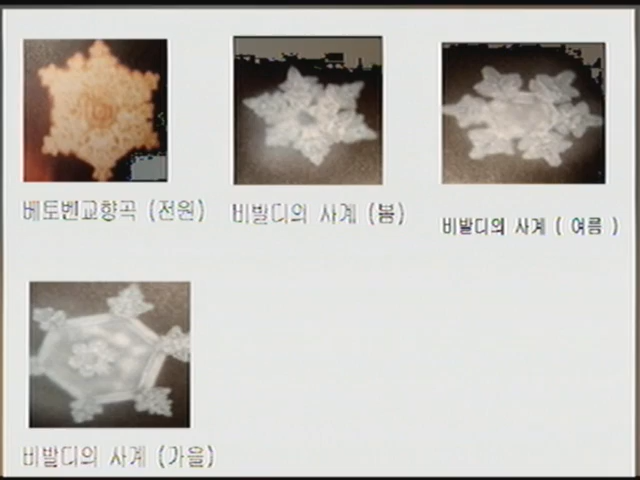 베토벤교향곡 (전원)
비발디의 사계 (봄)
비발디의 사계 ( 여름 )
비발디의 사계 (가을)